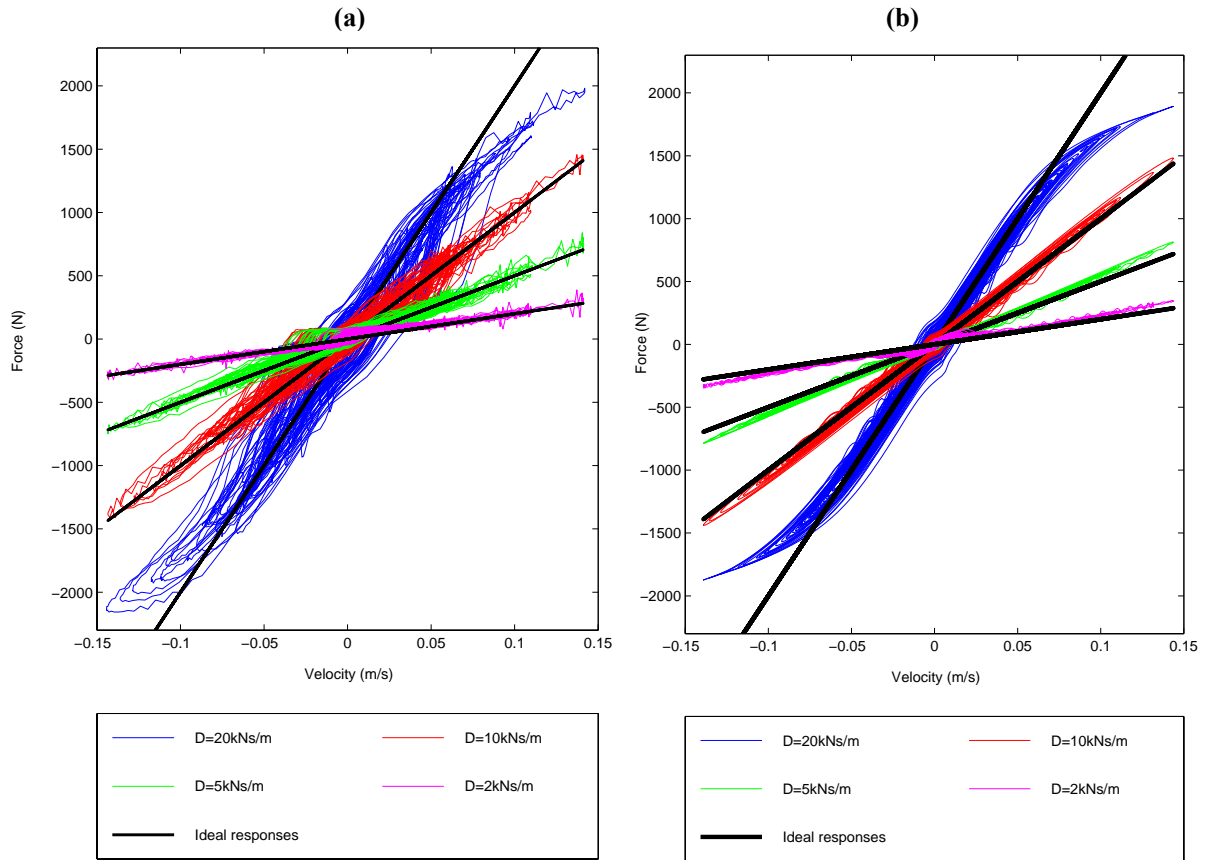 (a)
(b)
2000
1500
1000
500
0
−500
−1000
−1500
−2000
Force (N)
−0.15 −0.1 −0.05 0 0.05 0.1 0.15
Velocity (m/s)
D=20kNs/m D=10kNs/m
D=5kNs/m D=2kNs/m
Ideal responses
2000
1500
1000
500
0
−500
−1000
−1500
−2000
Force (N)
−0.15 −0.1 −0.05 0 0.05 0.1 0.15
Velocity (m/s)
D=20kNs/m D=10kNs/m
D=5kNs/m D=2kNs/m
Ideal responses